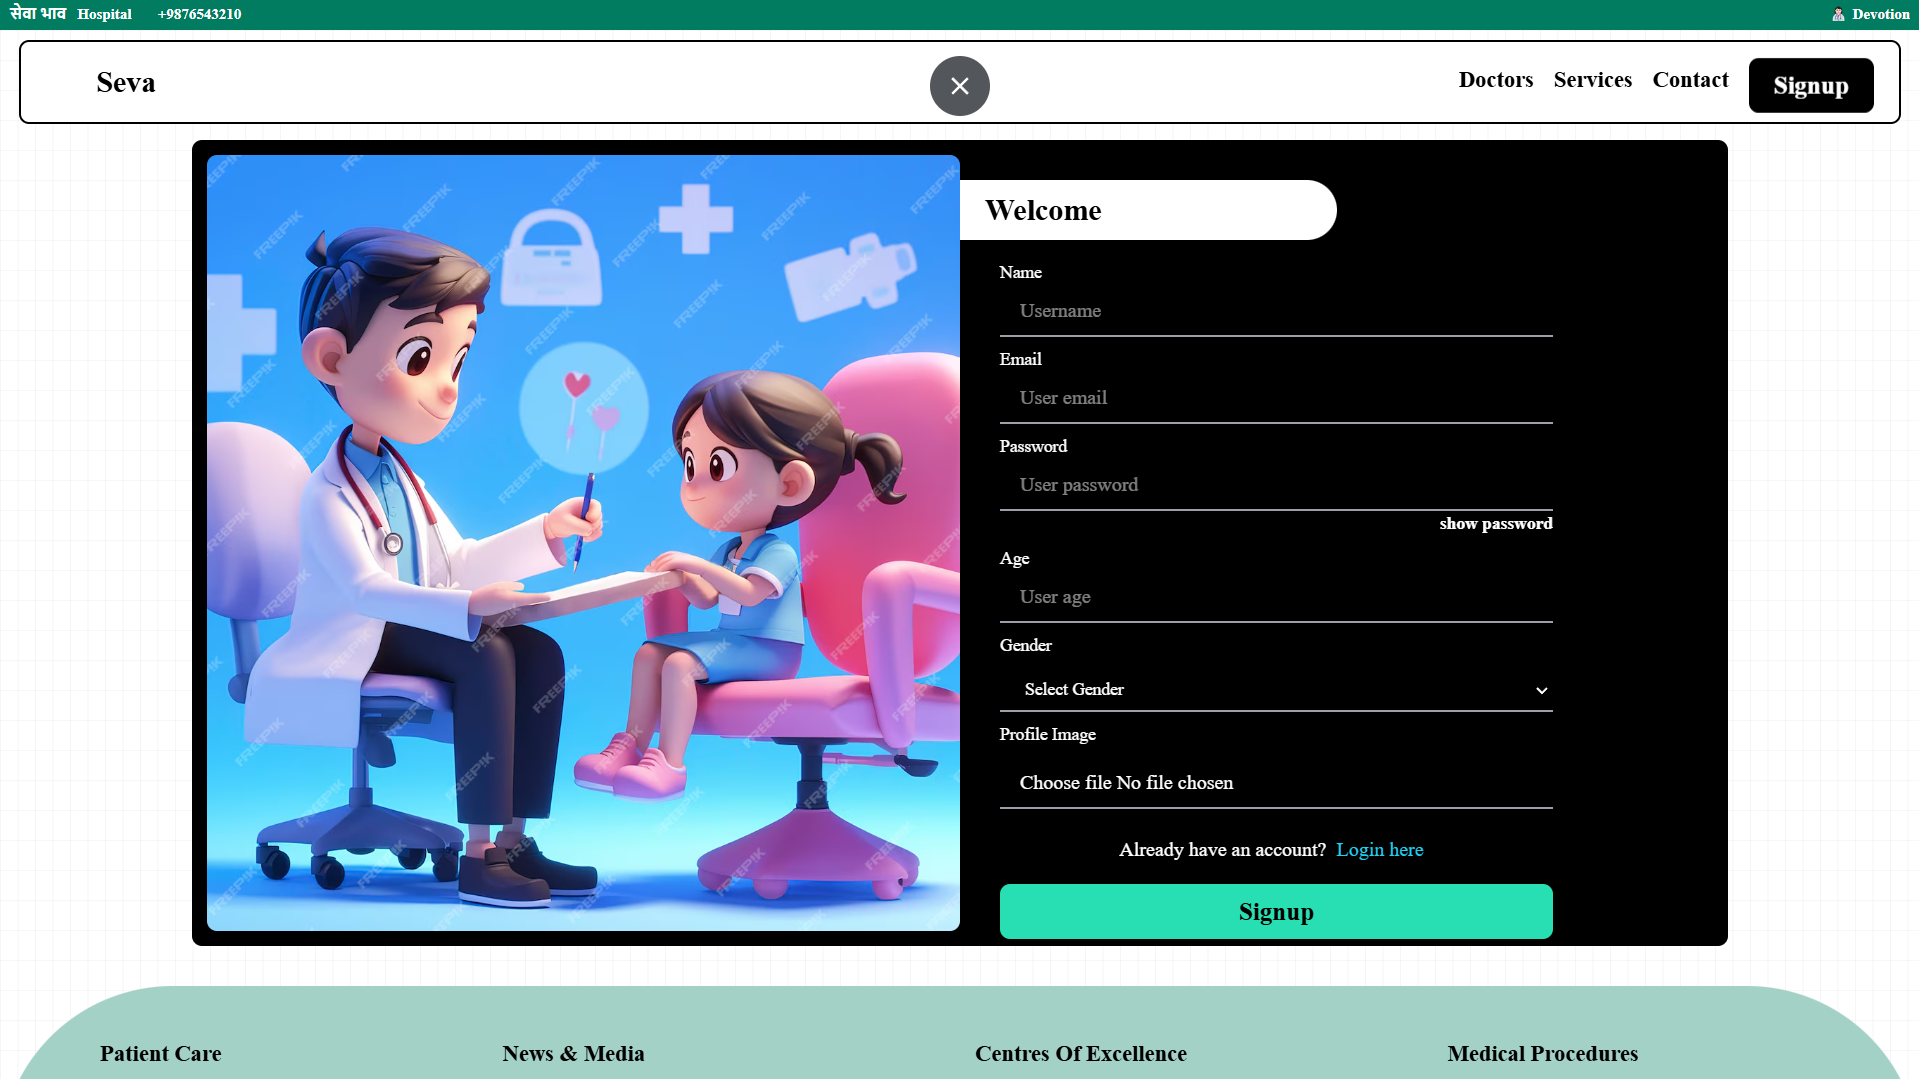 सेवा भाव Hospital +9876543210 Devotion
Seva Doctors Services Contact Signup
Welcome
Name
Username
Email
User email
Password
User password
show password
Age
User age
Gender
Select Gender
Profile Image
Choose file No file chosen
Already have an account? Login here
Signup
FREEPIK
Patient Care News & Media Centres Of Excellence Medical Procedures